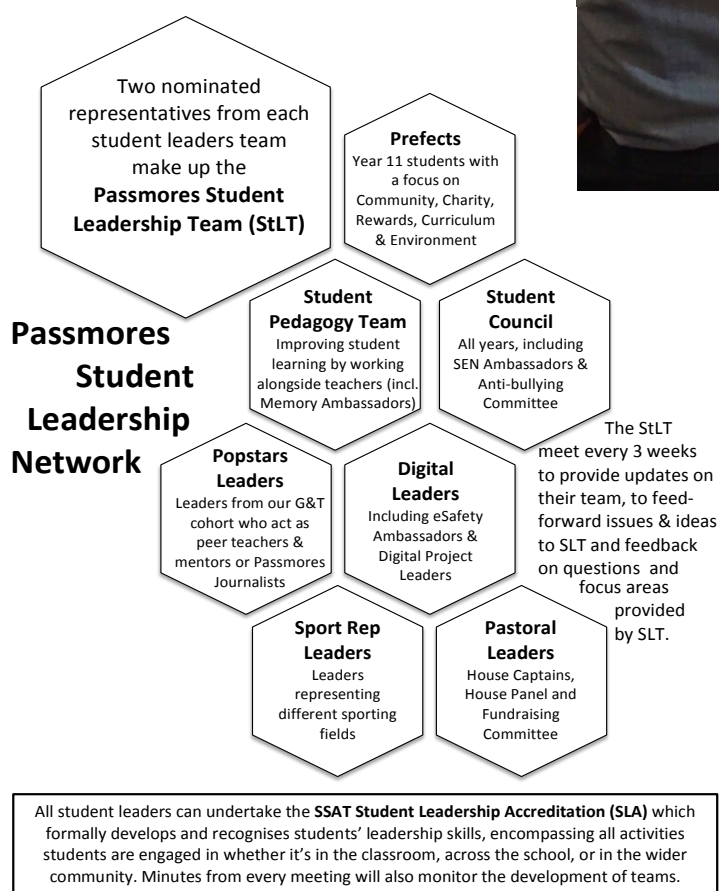 Two nominated
representatives from each
student leaders team
make up the
Passmores Student
Leadership Team (StLT)
Prefects
Year 11 students with
a focus on
Community, Charity,
Rewards, Curriculum
& Environment
Passmores
Student
Leadership
Network
Student
Pedagogy Team
Improving student
learning by working
alongside teachers (incl.
Memory Ambassadors)
Student
Council
All years, including
SEN Ambassadors &
Anti-bullying
Committee
Popstars
Leaders
Leaders from our G&T
cohort who act as
peer teachers &
mentors or Passmores
Journalists
Digital
Leaders
Including eSafety
Ambassadors &
Digital Project
Leaders
The StLT
meet every 3 weeks
to provide updates on
their team, to feed-
forward issues & ideas
to SLT and feedback
on questions and
focus areas
provided
by SLT.
Sport Rep
Leaders
Leaders
representing
different sporting
fields
Pastoral
Leaders
House Captains,
House Panel and
Fundraising
Committee
All student leaders can undertake the SSAT Student Leadership Accreditation (SLA) which
formally develops and recognises students’ leadership skills, encompassing all activities
students are engaged in whether it’s in the classroom, across the school, or in the wider
community. Minutes from every meeting will also monitor the development of teams.